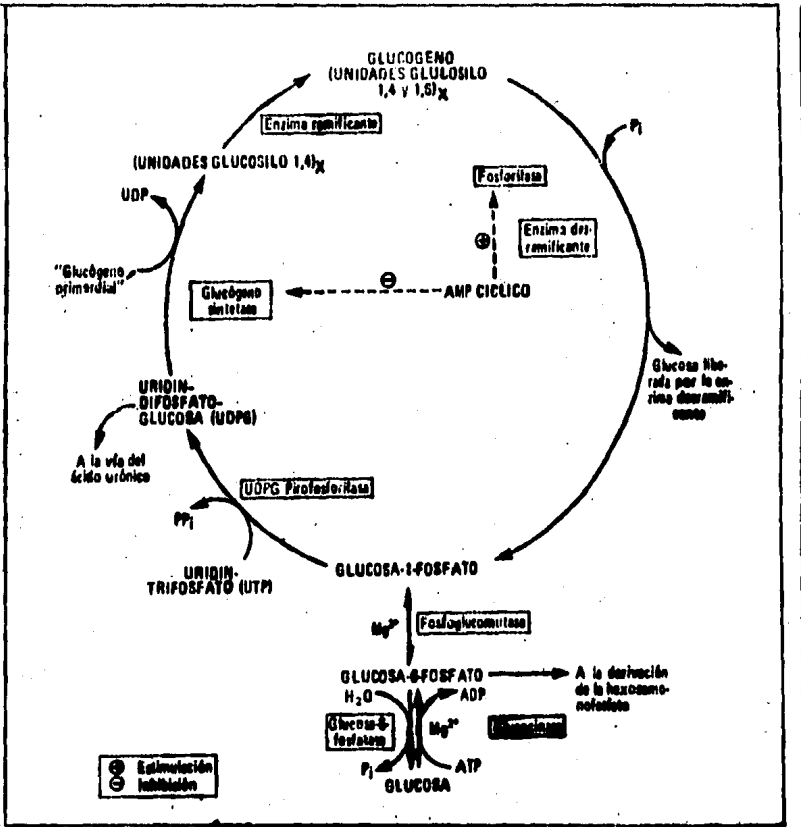 GLUCOGENO
(UNIDADES GLULOSILO
1,4 y 1,6)X
Enzima ramificante
Pi
(UNIDADES GLUCOSILO 1,4)X
UDP
Fosforilasa
Enzima des-
ramificante
"Glucógeno
primordial"
Glucógeno
sintetasa
AMP CICLICO
Glucosa libe-
rada por la en-
zima desramifi-
cante
URIDIN-
DIFOSFATO-
GLUCOSA (UDPG)
A la vía del
ácido urónico
UDPG Pirofosforilasa
PPi
URIDIN-
TRIFOSFATO (UTP)
GLUCOSA-1-FOSFATO
Mg2+
Fosfoglucomutasa
GLUCOSA-6-FOSFATO
A la derivación
de la hexosamo-
nofosfato
H2O
ADP
Glucosa-6-
fosfatasa
Mg2+
Pi
ATP
GLUCOSA
⊕ Estimulación
⊖ Inhibición